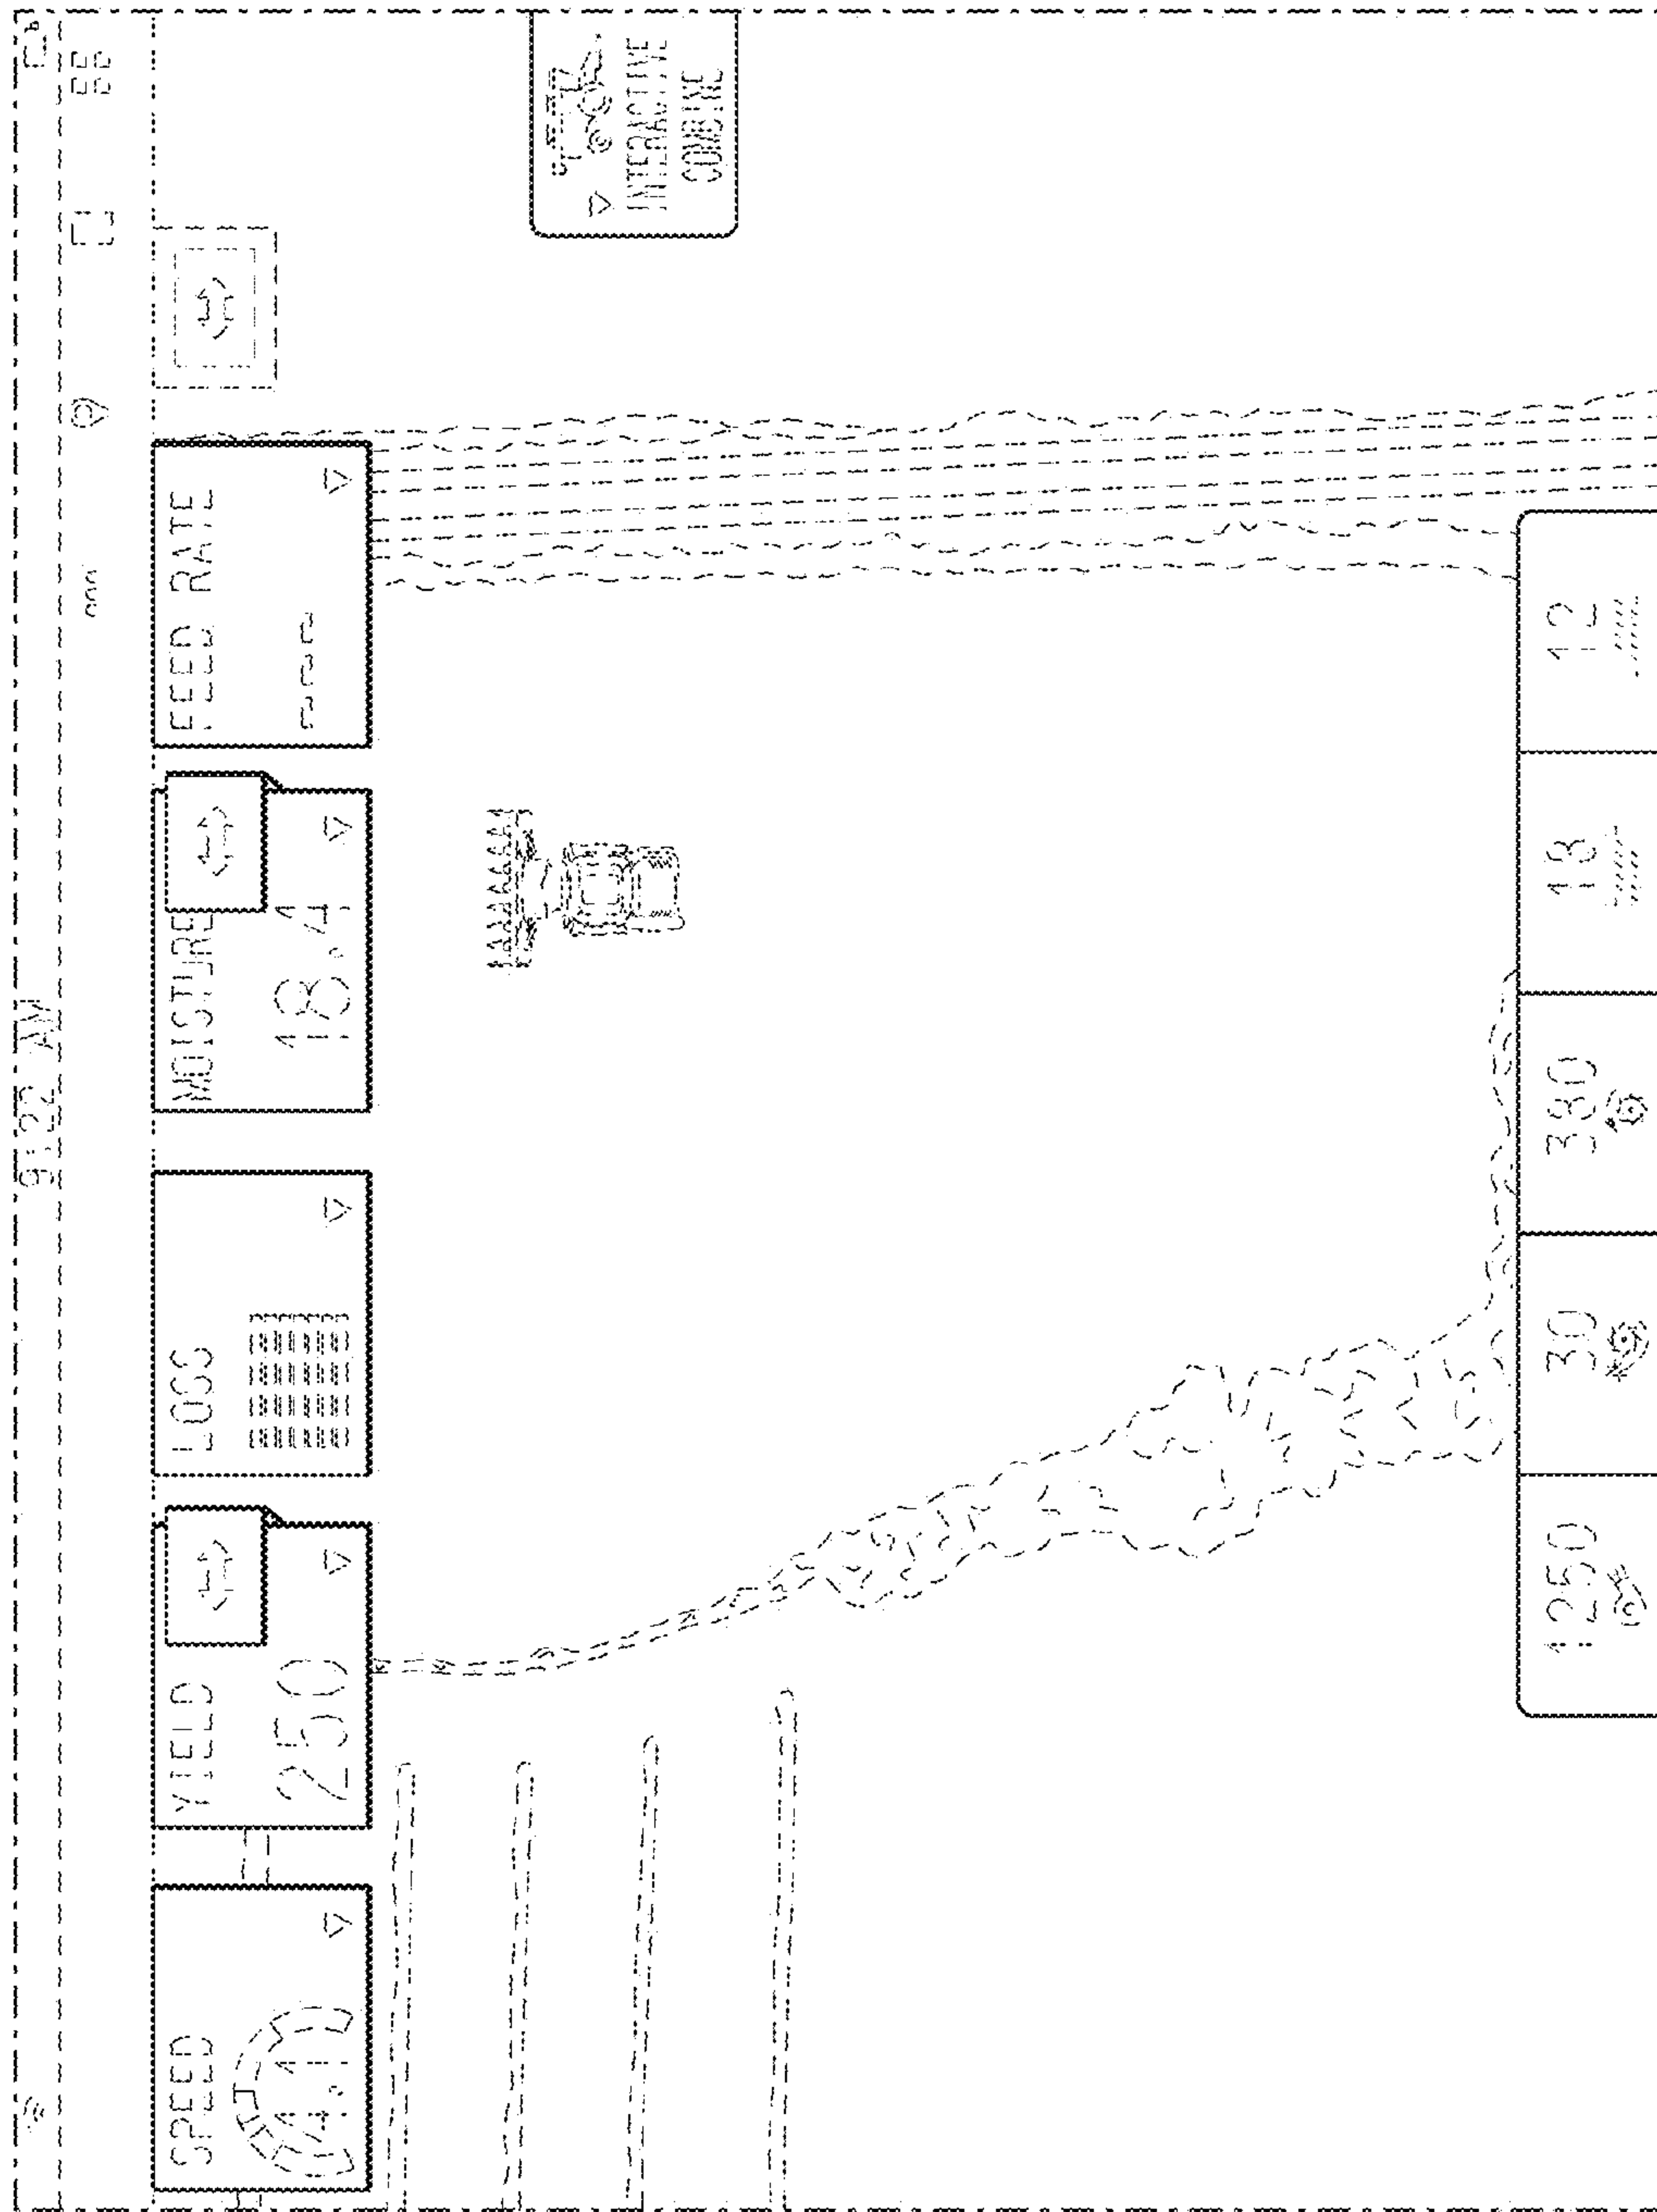 9:22 AM
SPEED
4.1
YIELD
250
LOSS
MOISTURE
18.4
FEED RATE
INTERACTIVE
COMBINE
1250
30
380
18
12